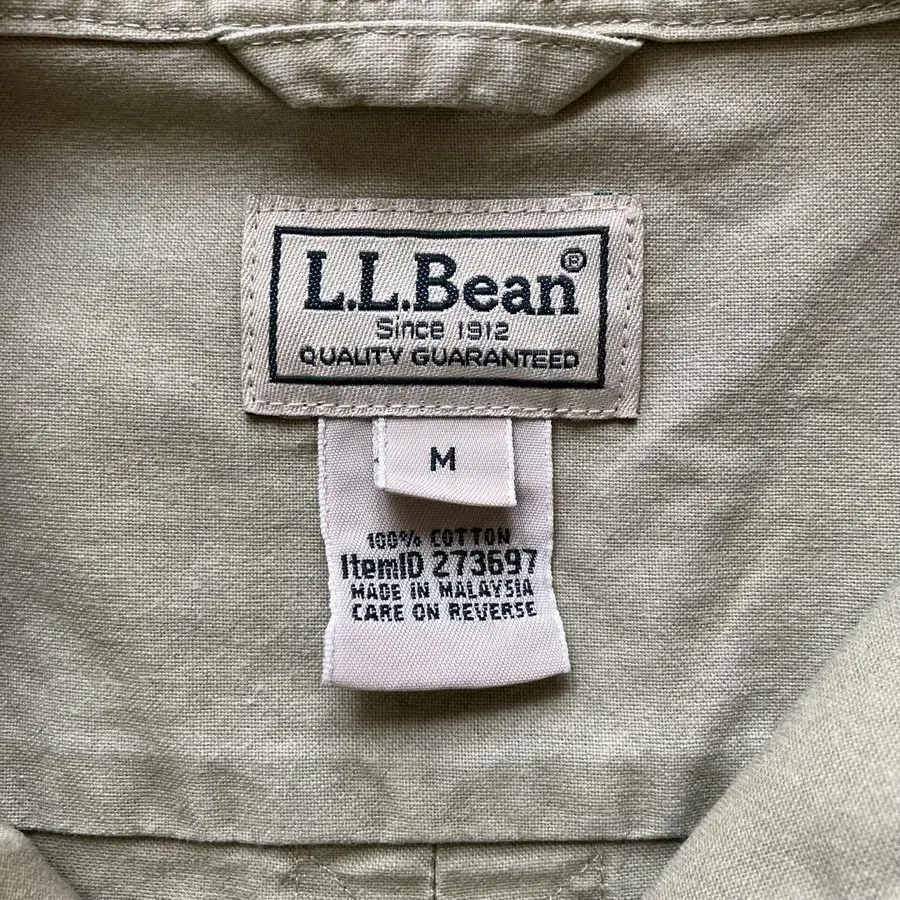 L.L.Bean®
Since 1912
QUALITY GUARANTEED
M
100% COTTON
ItemID 273697
MADE IN MALAYSIA
CARE ON REVERSE